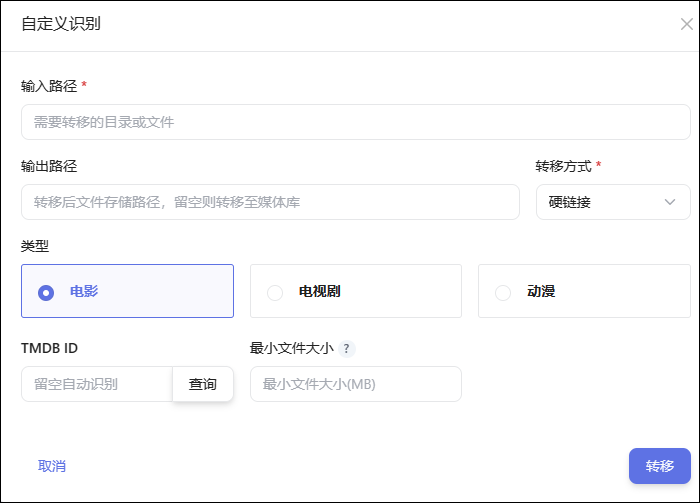 自定义识别
输入路径 *
需要转移的目录或文件
输出路径 转移方式 *
转移后文件存储路径，留空则转移至媒体库 硬链接
类型
电影 电视剧 动漫
TMDB ID 最小文件大小 ?
留空自动识别 查询 最小文件大小(MB)
取消 转移